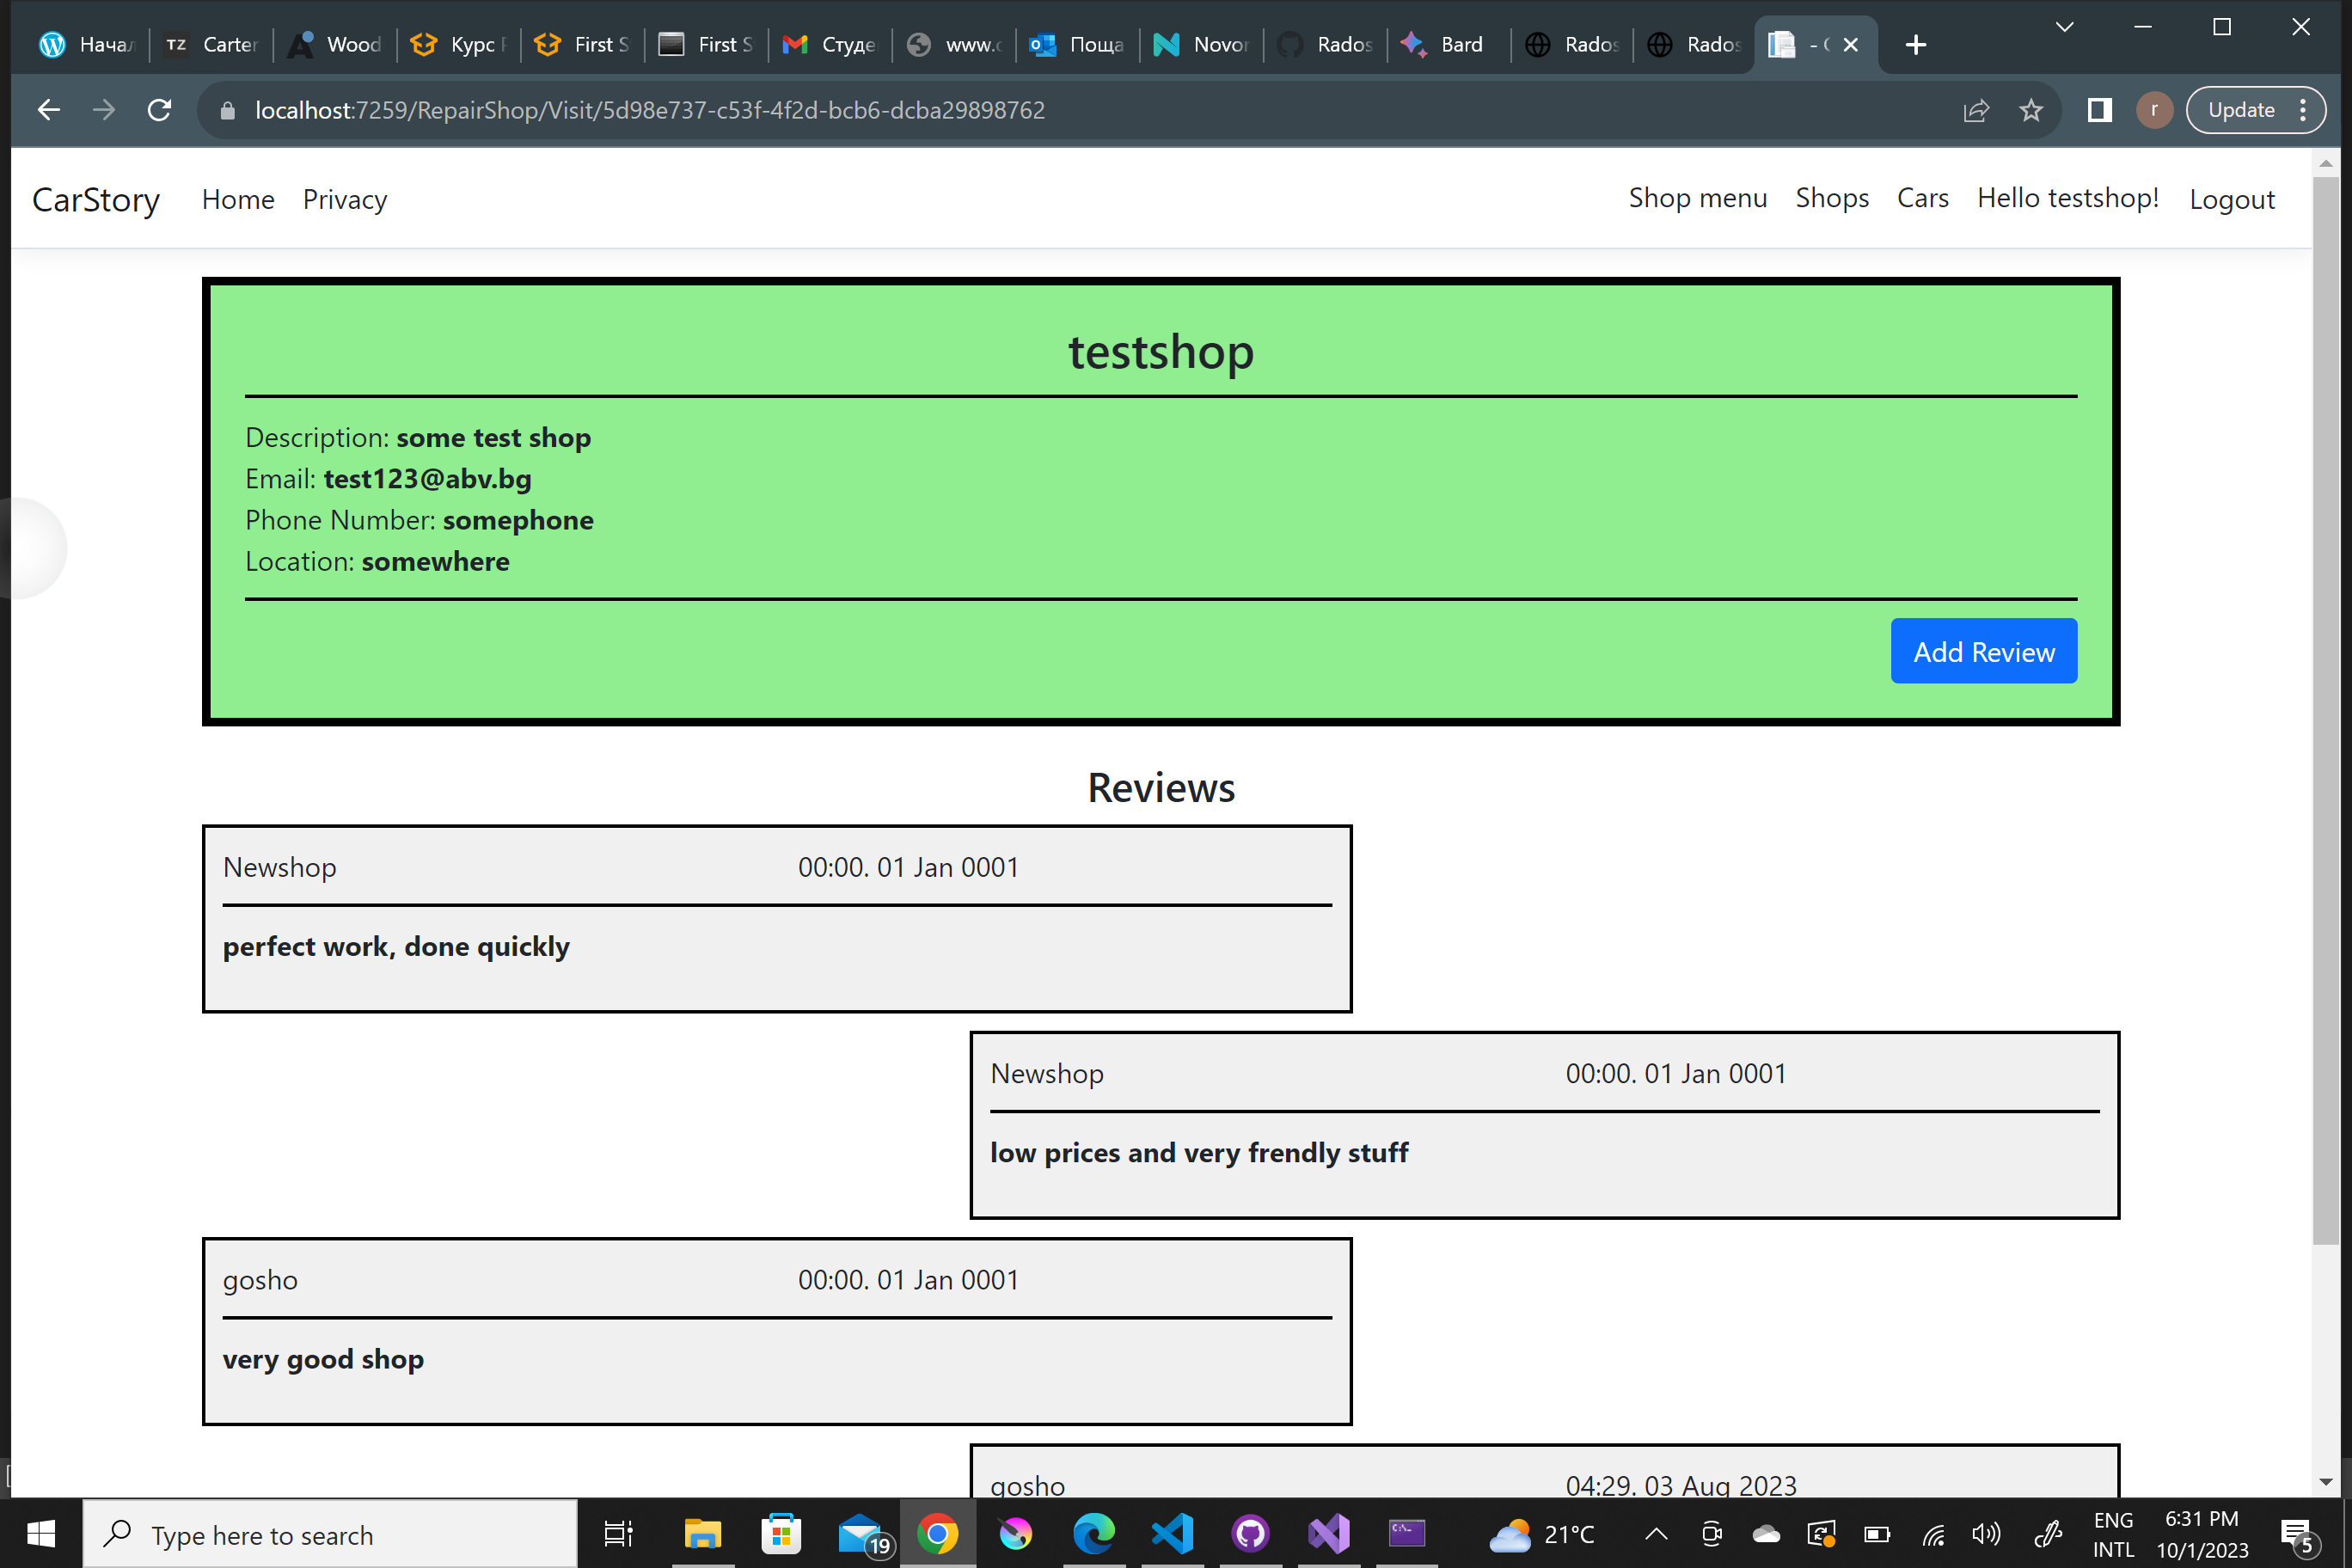 Начал
TZ Carter
Wood
Курс P
First S
First S
Студе
www.c
Поща
Novor
Rados
Bard
Rados
Rados
- C
localhost:7259/RepairShop/Visit/5d98e737-c53f-4f2d-bcb6-dcba29898762
r
Update
CarStory Home Privacy Shop menu Shops Cars Hello testshop! Logout
testshop
Description: some test shop
Email: test123@abv.bg
Phone Number: somephone
Location: somewhere
Add Review
Reviews
Newshop 00:00. 01 Jan 0001
perfect work, done quickly
Newshop 00:00. 01 Jan 0001
low prices and very frendly stuff
gosho 00:00. 01 Jan 0001
very good shop
gosho 04:29. 03 Aug 2023
Type here to search
19
21°C
ENG
INTL
6:31 PM
10/1/2023
5